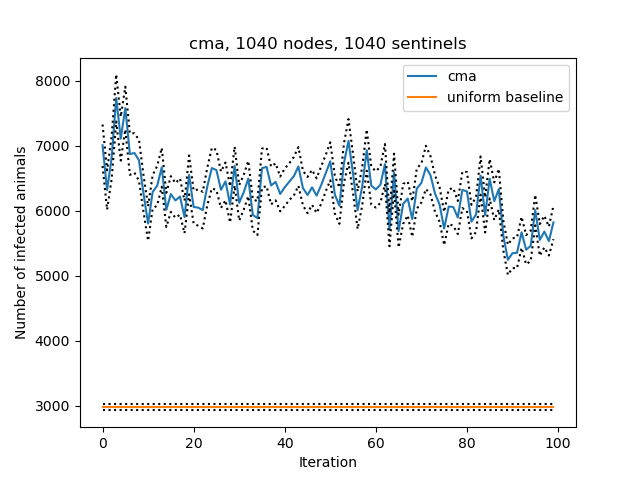 cma, 1040 nodes, 1040 sentinels
cma
uniform baseline
Number of infected animals
8000
7000
6000
5000
4000
3000
0 20 40 60 80 100
Iteration